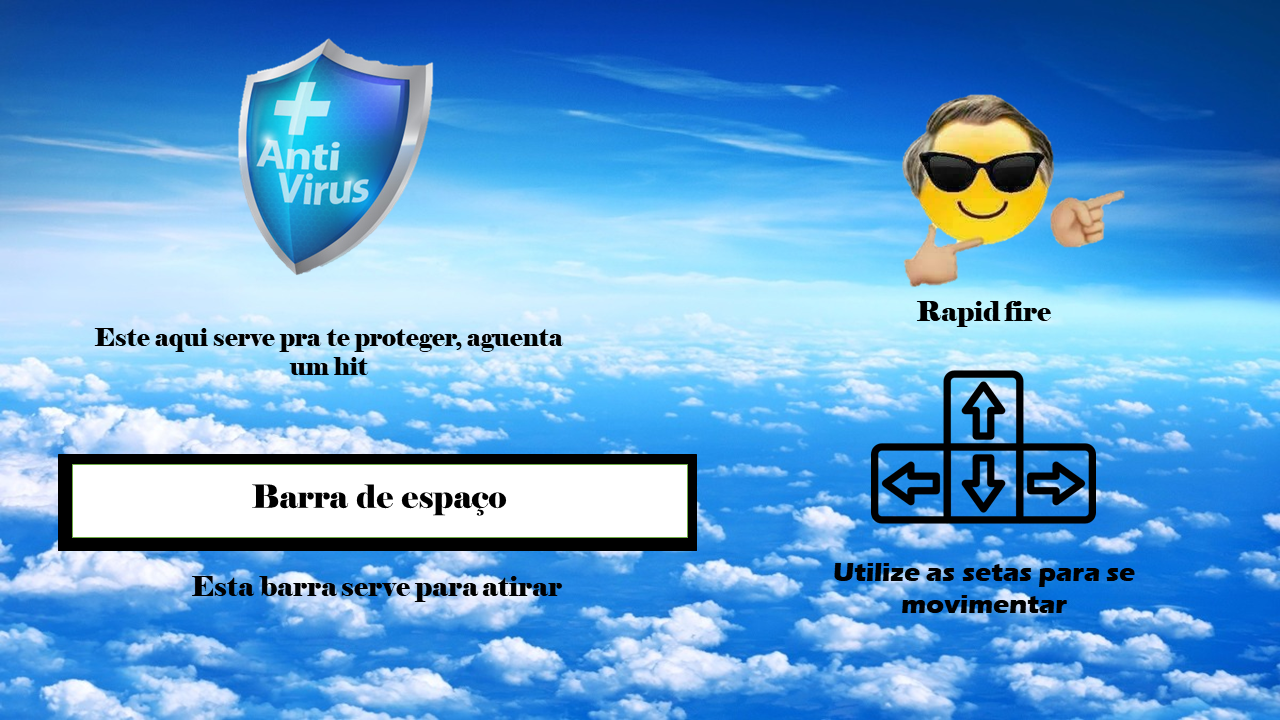 Anti
Virus
Este aqui serve pra te proteger, aguenta
um hit
Rapid fire
Barra de espaço
Esta barra serve para atirar
Utilize as setas para se
movimentar